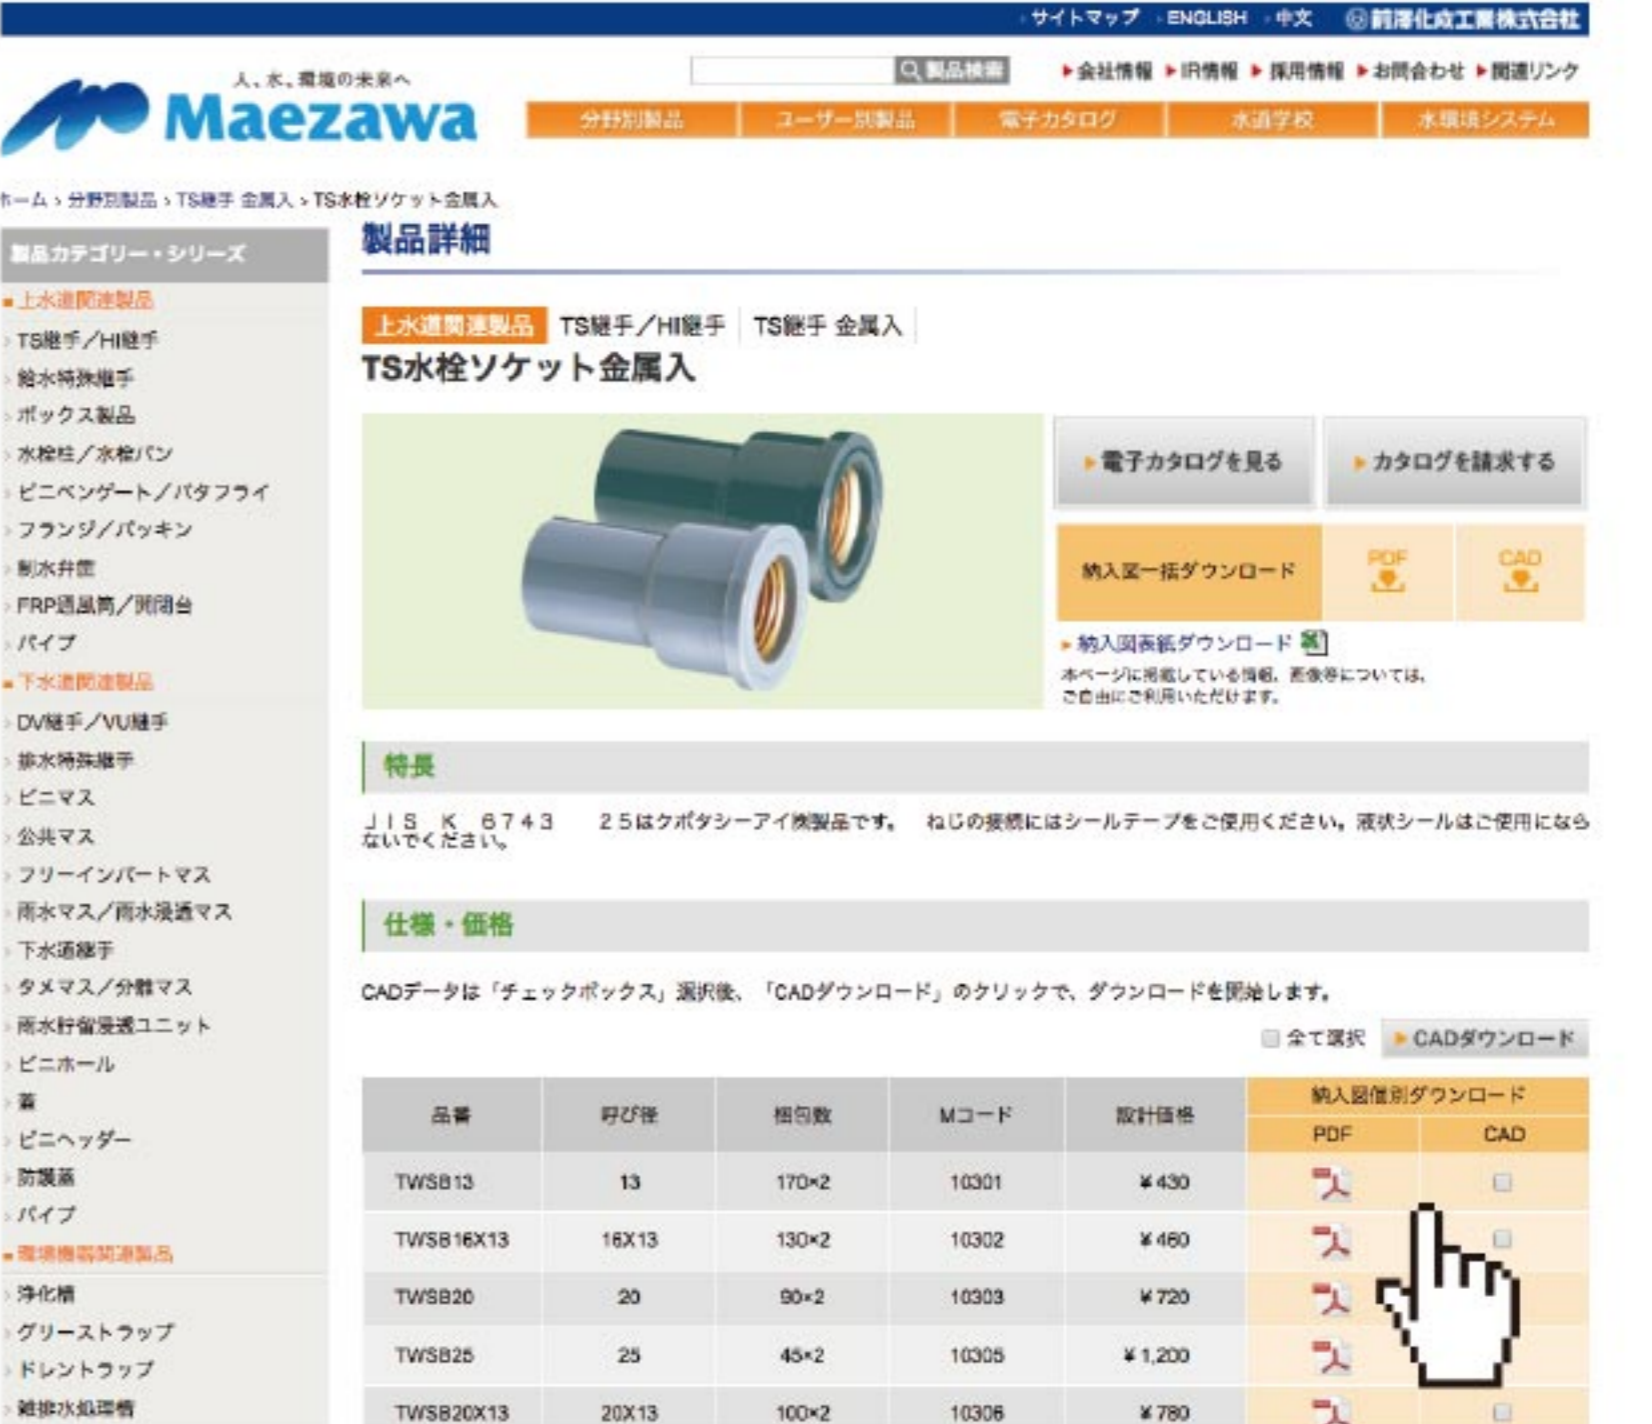 サイトマップ ENGLISH 中文 前澤化成工業株式会社
人、水、環境の未来へ
Maezawa
製品検索 会社情報 IR情報 採用情報 お問合わせ 関連リンク
分野別製品 ユーザー別製品 電子カタログ 水道学校 水環境システム
ホーム › 分野別製品 › TS継手 金属入 › TS水栓ソケット金属入
製品カテゴリー・シリーズ
上水道関連製品
TS継手／HI継手
給水特殊継手
ボックス製品
水栓柱／水栓パン
ビニベンゲート／バタフライ
フランジ／パッキン
制水弁筐
FRP通風筒／開閉台
パイプ
下水道関連製品
DV継手／VU継手
排水特殊継手
ビニマス
公共マス
フリーインバートマス
雨水マス／雨水浸透マス
下水道継手
タメマス／分離マス
雨水貯留浸透ユニット
ビニホール
蓋
ビニヘッダー
防護蓋
パイプ
環境機器関連製品
浄化槽
グリーストラップ
ドレントラップ
雑排水処理槽
製品詳細
上水道関連製品 TS継手／HI継手 TS継手 金属入
TS水栓ソケット金属入
電子カタログを見る カタログを請求する
納入図一括ダウンロード PDF CAD
納入図表紙ダウンロード
本ページに掲載している情報、画像等については、
ご自由にご利用いただけます。
特長
ＪＩＳ Ｋ ６７４３ ２５はクボタシーアイ㈱製品です。 ねじの接続にはシールテープをご使用ください。液状シールはご使用になら
ないでください。
仕様・価格
CADデータは「チェックボックス」選択後、「CADダウンロード」のクリックで、ダウンロードを開始します。
全て選択 CADダウンロード
品番 呼び径 梱包数 Mコード 設計価格 納入図個別ダウンロード
PDF CAD
TWSB13 13 170×2 10301 ￥430
TWSB16X13 16X13 130×2 10302 ￥460
TWSB20 20 90×2 10303 ￥720
TWSB25 25 45×2 10305 ￥1,200
TWSB20X13 20X13 100×2 10306 ￥780